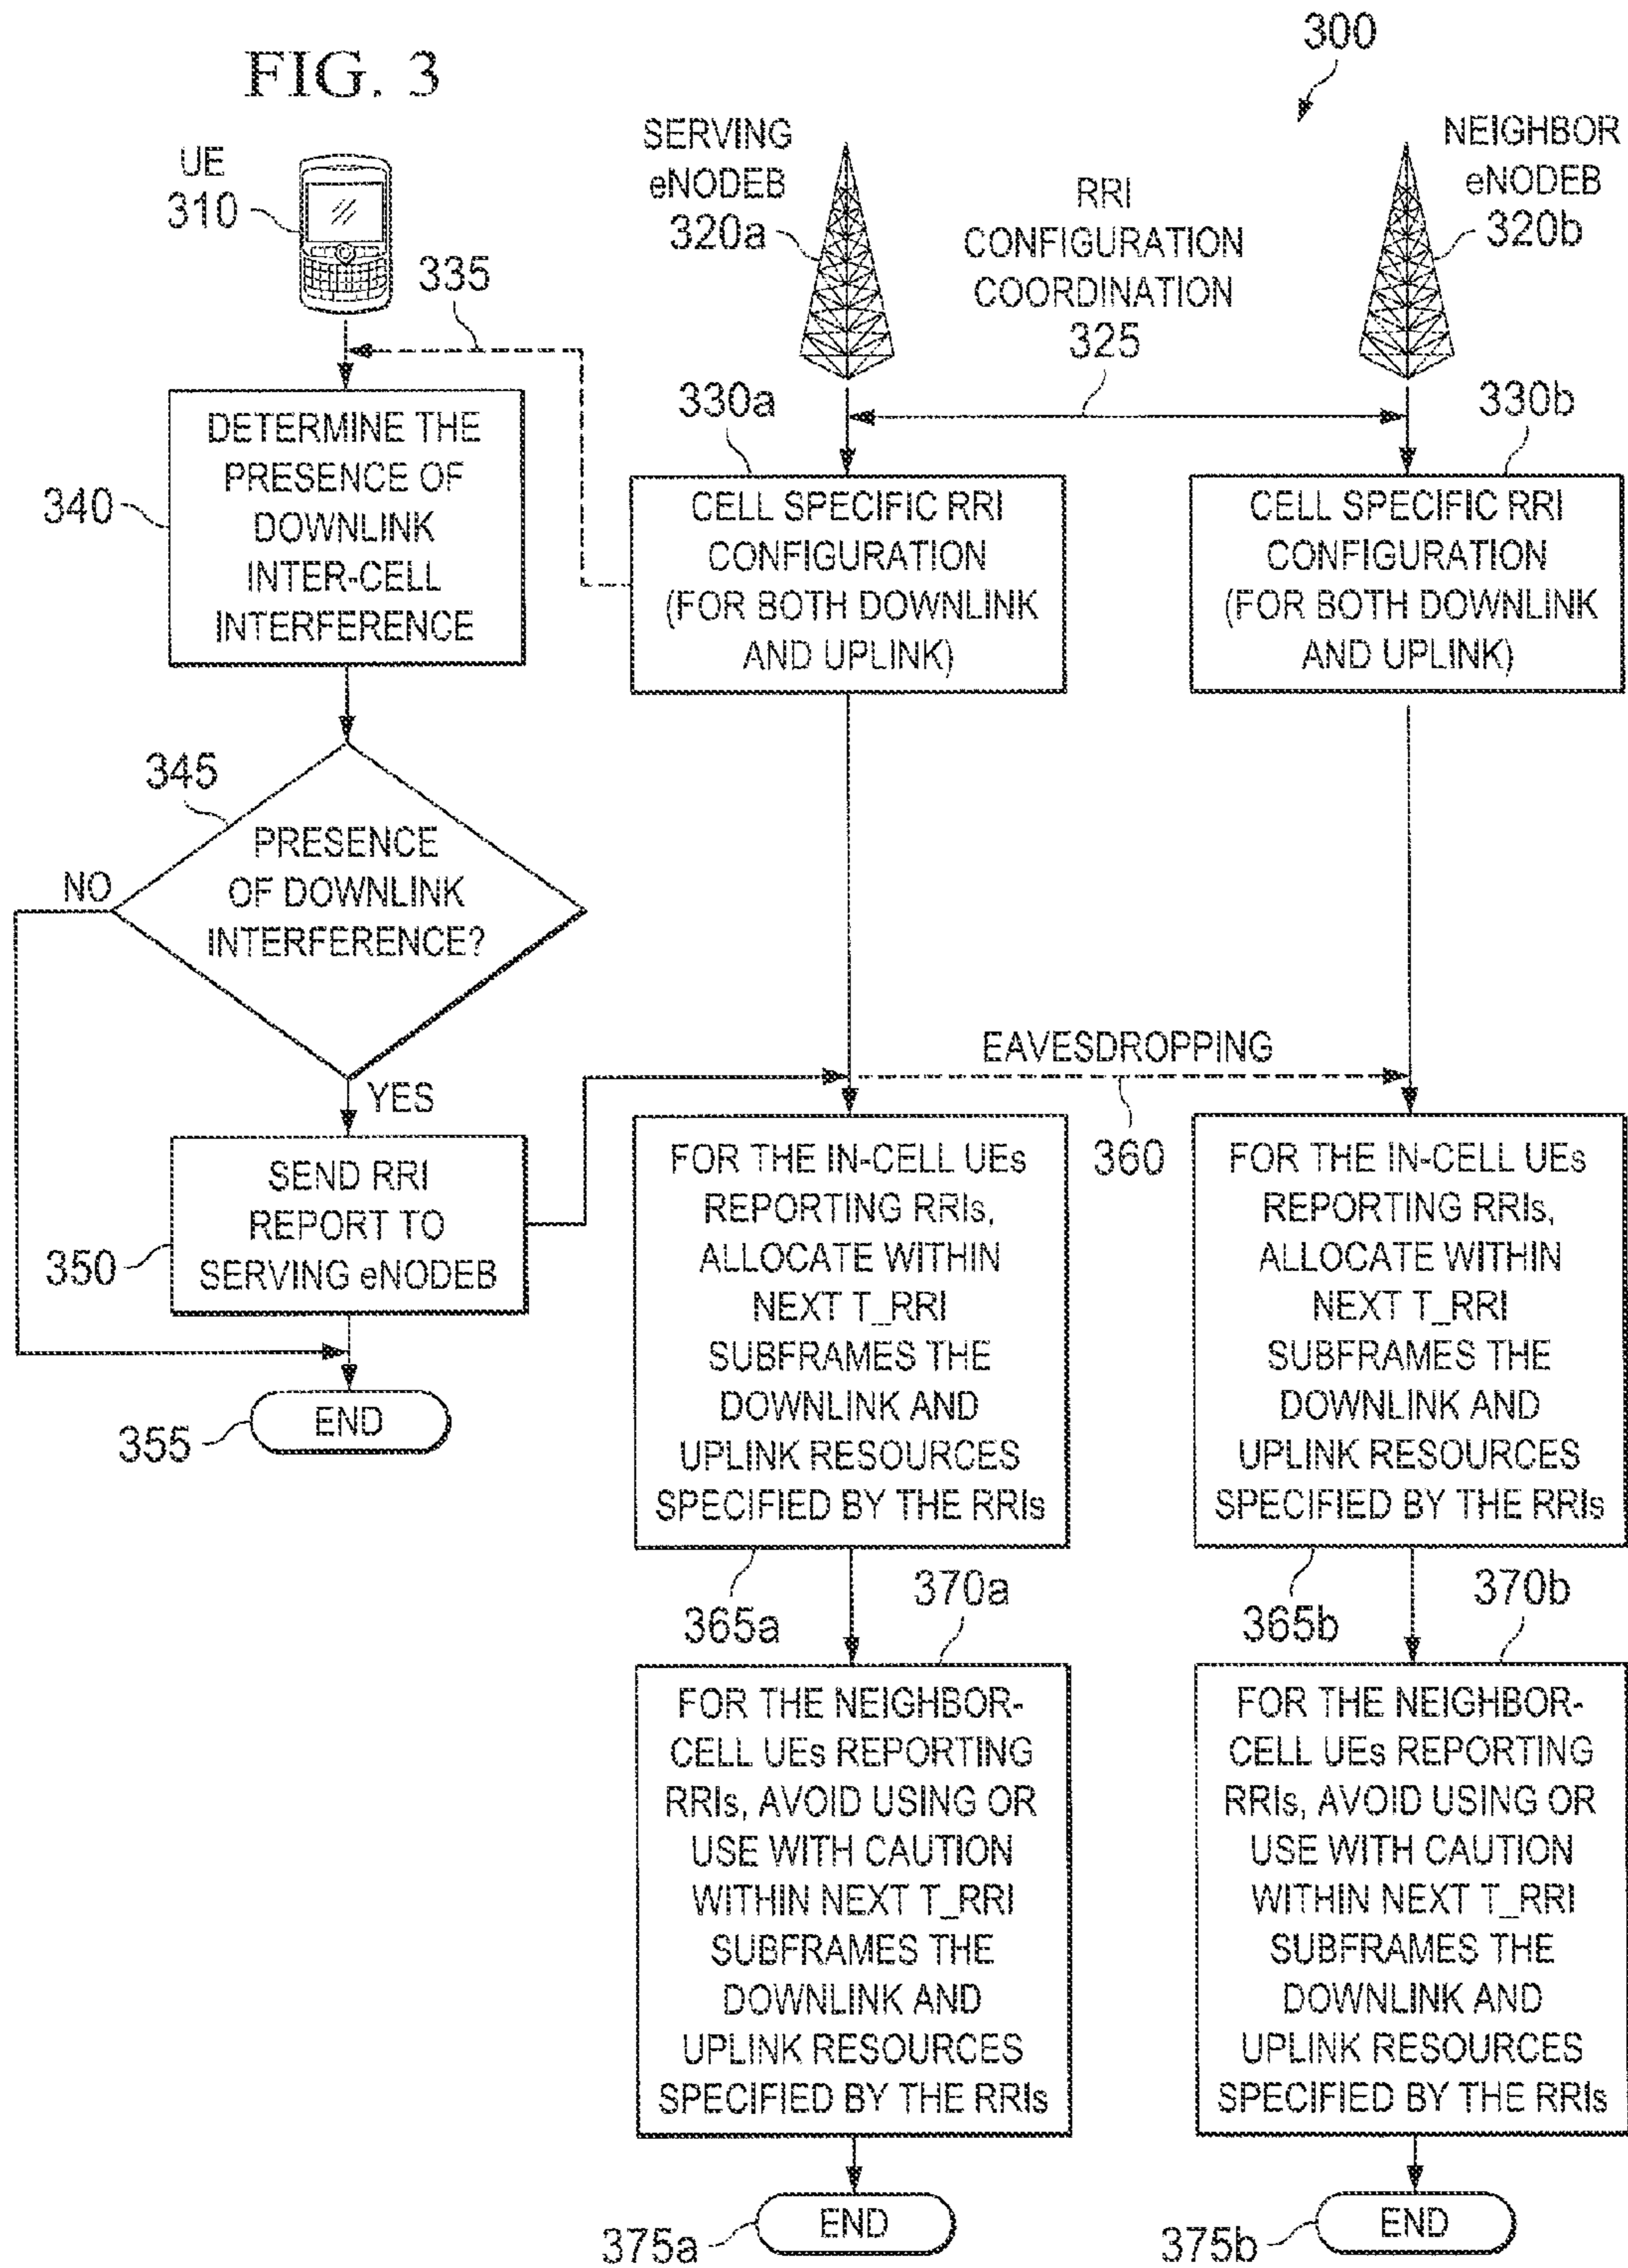 FIG. 3
300
UE
310
SERVING
eNODEB
320a
RRI
CONFIGURATION
COORDINATION
325
NEIGHBOR
eNODEB
320b
335
330a
330b
340
DETERMINE THE
PRESENCE OF
DOWNLINK
INTER-CELL
INTERFERENCE
CELL SPECIFIC RRI
CONFIGURATION
(FOR BOTH DOWNLINK
AND UPLINK)
CELL SPECIFIC RRI
CONFIGURATION
(FOR BOTH DOWNLINK
AND UPLINK)
345
PRESENCE
OF DOWNLINK
INTERFERENCE?
NO
YES
EAVESDROPPING
360
350
SEND RRI
REPORT TO
SERVING eNODEB
355
END
FOR THE IN-CELL UEs
REPORTING RRIs,
ALLOCATE WITHIN
NEXT T_RRI
SUBFRAMES THE
DOWNLINK AND
UPLINK RESOURCES
SPECIFIED BY THE RRIs
FOR THE IN-CELL UEs
REPORTING RRIs,
ALLOCATE WITHIN
NEXT T_RRI
SUBFRAMES THE
DOWNLINK AND
UPLINK RESOURCES
SPECIFIED BY THE RRIs
365a
370a
365b
370b
FOR THE NEIGHBOR-
CELL UEs REPORTING
RRIs, AVOID USING OR
USE WITH CAUTION
WITHIN NEXT T_RRI
SUBFRAMES THE
DOWNLINK AND
UPLINK RESOURCES
SPECIFIED BY THE RRIs
FOR THE NEIGHBOR-
CELL UEs REPORTING
RRIs, AVOID USING OR
USE WITH CAUTION
WITHIN NEXT T_RRI
SUBFRAMES THE
DOWNLINK AND
UPLINK RESOURCES
SPECIFIED BY THE RRIs
375a
END
375b
END